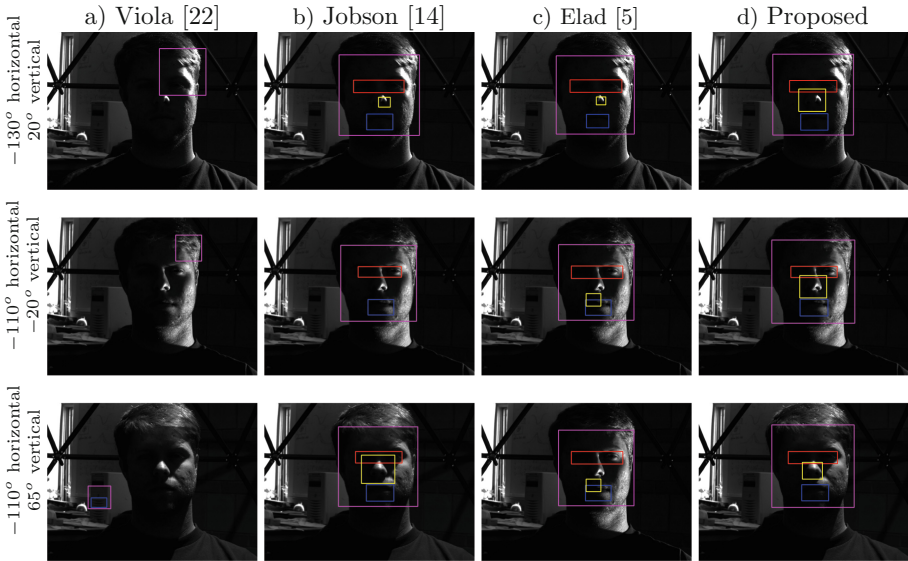 a) Viola [22]
b) Jobson [14]
c) Elad [5]
d) Proposed
−130° horizontal
20° vertical
−110° horizontal
−20° vertical
−110° horizontal
65° vertical